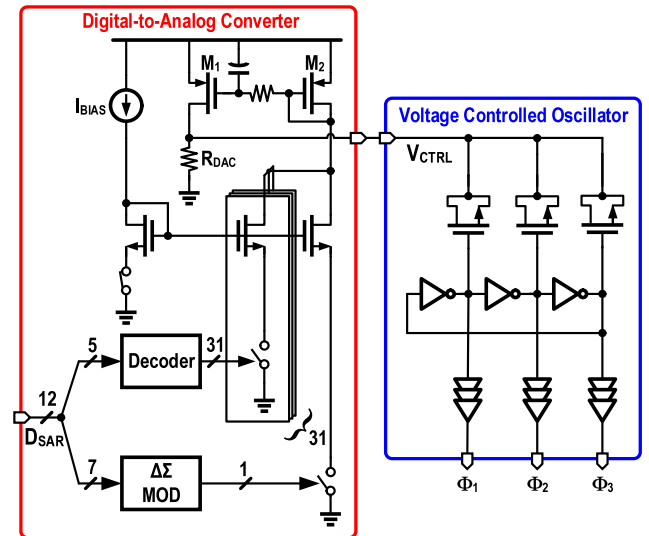 Digital-to-Analog Converter
M1
M2
IBIAS
Voltage Controlled Oscillator
RDAC
VCTRL
5
31
Decoder
12
DSAR
31
7
ΔΣ
MOD
1
Φ1
Φ2
Φ3